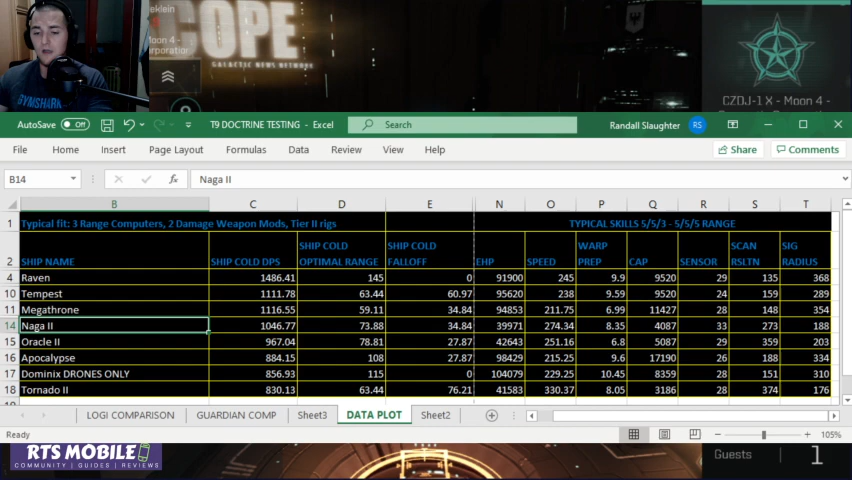 eklein
COPE
Moon 4 -
orporation
GALACTIC NEWS NETWORK
GYMSHARK
CZDJ-1 X - Moon 4 -
AutoSave Off T9 DOCTRINE TESTING - Excel Search Randall Slaughter RS
File Home Insert Page Layout Formulas Data Review View Help Share Comments
B14 fx Naga II
B C D E N O P Q R S T
1 Typical fit: 3 Range Computers, 2 Damage Weapon Mods, Tier II rigs TYPICAL SKILLS 5/5/3 - 5/5/5 RANGE
2 SHIP NAME SHIP COLD DPS SHIP COLD OPTIMAL RANGE SHIP COLD FALLOFF EHP SPEED WARP PREP CAP SENSOR SCAN RSLTN SIG RADIUS
4 Raven 1486.41 145 0 91900 245 9.9 9520 29 135 368
10 Tempest 1111.78 63.44 60.97 95620 238 9.59 9520 24 159 289
11 Megathrone 1116.55 59.11 34.84 94853 211.75 6.99 11427 28 148 354
14 Naga II 1046.77 73.88 34.84 39971 274.34 8.35 4087 33 273 188
15 Oracle II 967.04 78.81 27.87 42643 251.16 6.8 5087 29 359 203
16 Apocalypse 884.15 108 27.87 98429 215.25 9.6 17190 26 188 334
17 Dominix DRONES ONLY 856.93 115 0 104079 229.25 10.45 8359 28 151 310
18 Tornado II 830.13 63.44 76.21 41583 330.37 8.05 3186 28 374 176
LOGI COMPARISON GUARDIAN COMP Sheet3 DATA PLOT Sheet2
Ready 105%
RTS MOBILE
COMMUNITY | GUIDES | REVIEWS
Guests 1